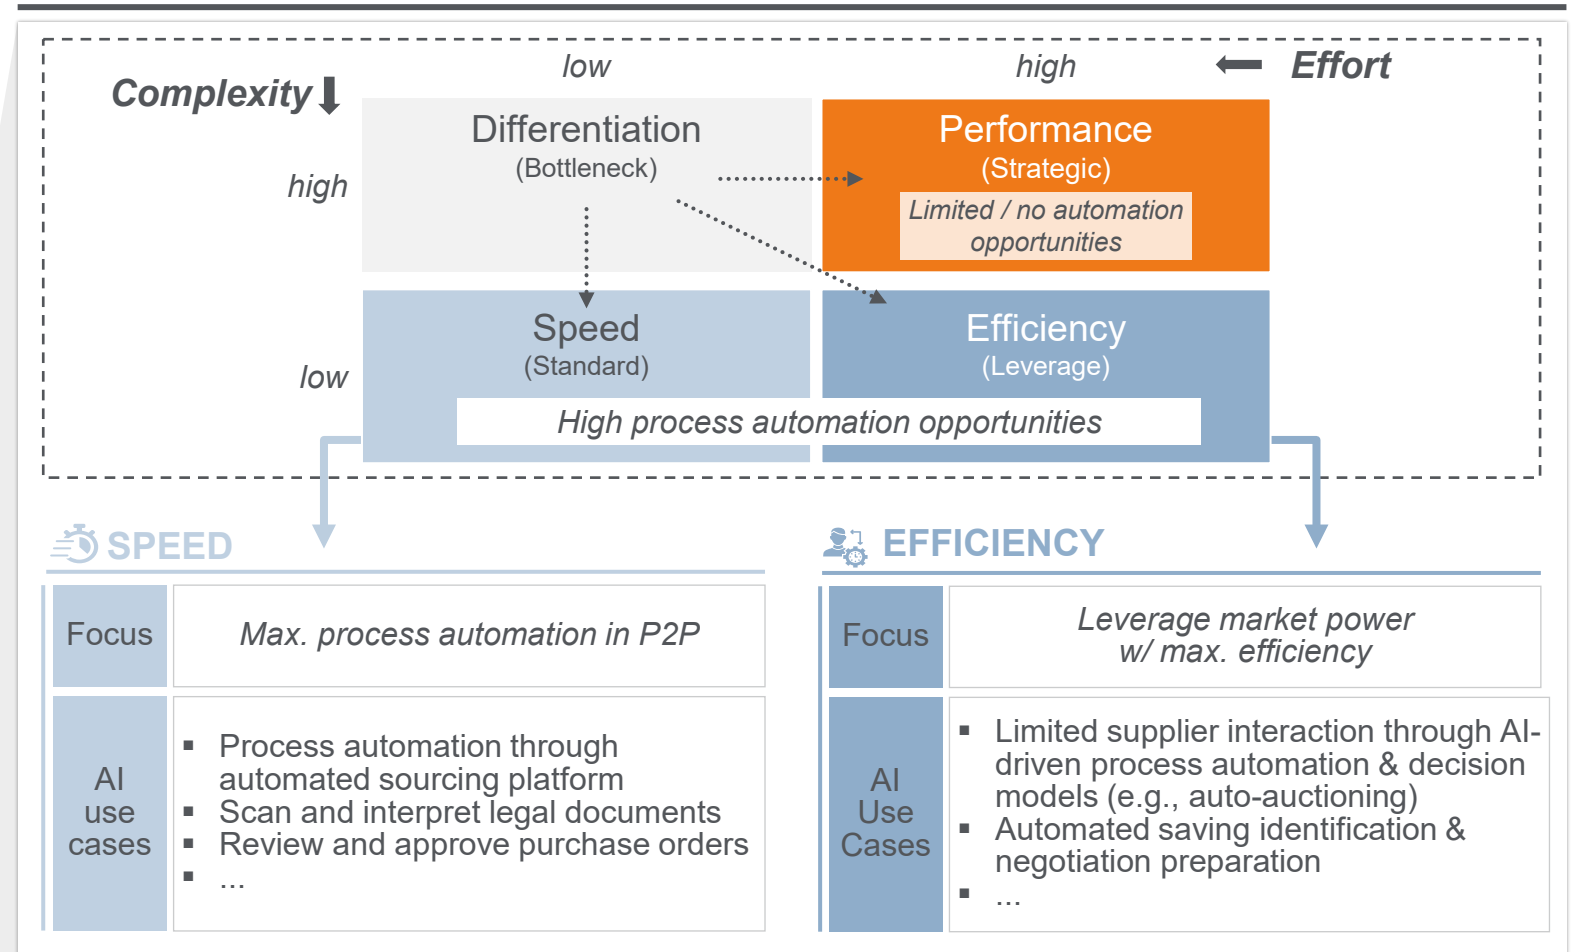 low
high
Effort
Complexity
Differentiation
(Bottleneck)
Performance
(Strategic)
high
Limited / no automation
opportunities
Speed
(Standard)
Efficiency
(Leverage)
low
High process automation opportunities
SPEED
Focus
Max. process automation in P2P
AI
use
cases
▪ Process automation through
automated sourcing platform
▪ Scan and interpret legal documents
▪ Review and approve purchase orders
▪ ...
EFFICIENCY
Focus
Leverage market power
w/ max. efficiency
AI
Use
Cases
▪ Limited supplier interaction through AI-
driven process automation & decision
models (e.g., auto-auctioning)
▪ Automated saving identification &
negotiation preparation
▪ ...